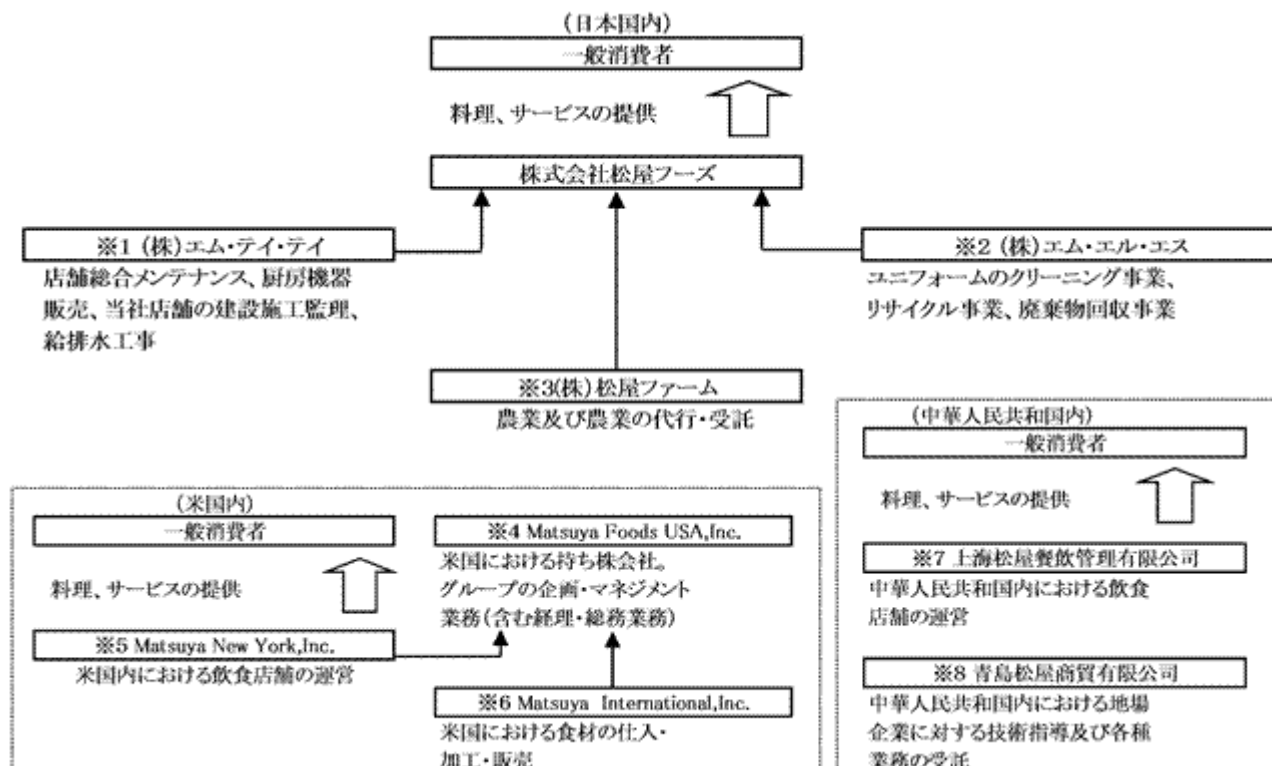 (日本国内)
一般消費者
料理、サービスの提供
株式会社松屋フーズ
※1 (株)エム・テイ・テイ
店舗総合メンテナンス、厨房機器
販売、当社店舗の建設施工監理、
給排水工事
※2 (株)エム・エル・エス
ユニフォームのクリーニング事業、
リサイクル事業、廃棄物回収事業
※3(株)松屋ファーム
農業及び農業の代行・受託
(米国内)
一般消費者
料理、サービスの提供
※5 Matsuya New York,Inc.
米国内における飲食店舗の運営
※4 Matsuya Foods USA,Inc.
米国における持ち株会社。
グループの企画・マネジメント
業務(含む経理・総務業務)
※6 Matsuya International,Inc.
米国における食材の仕入・
加工・販売
(中華人民共和国内)
一般消費者
料理、サービスの提供
※7 上海松屋餐飲管理有限公司
中華人民共和国内における飲食
店舗の運営
※8 青島松屋商貿有限公司
中華人民共和国内における地場
企業に対する技術指導及び各種
業務の受託